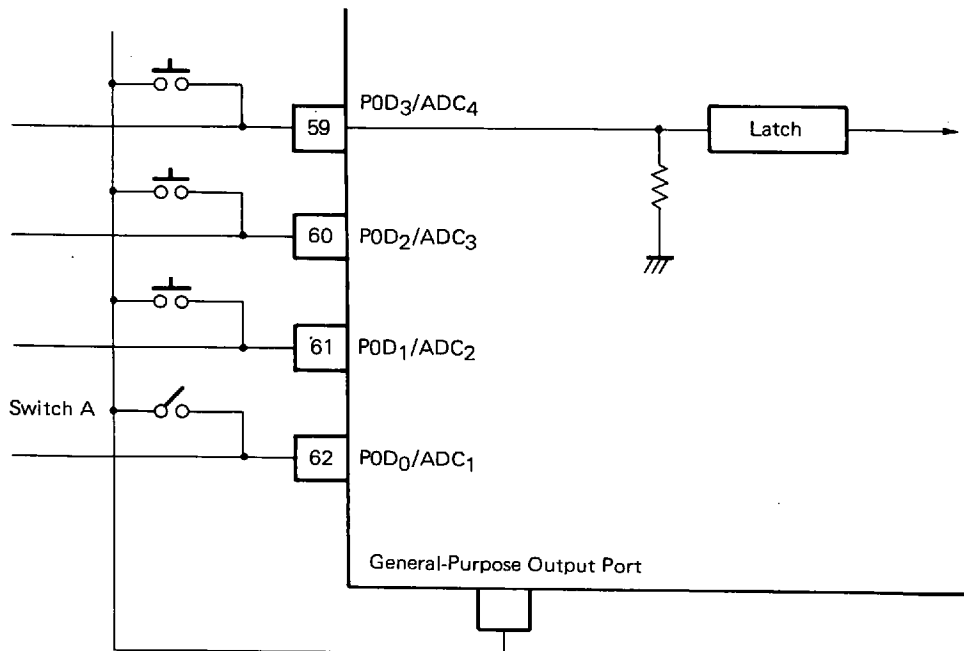 P0D3/ADC4
59
Latch
60
P0D2/ADC3
61
P0D1/ADC2
Switch A
62
P0D0/ADC1
General-Purpose Output Port